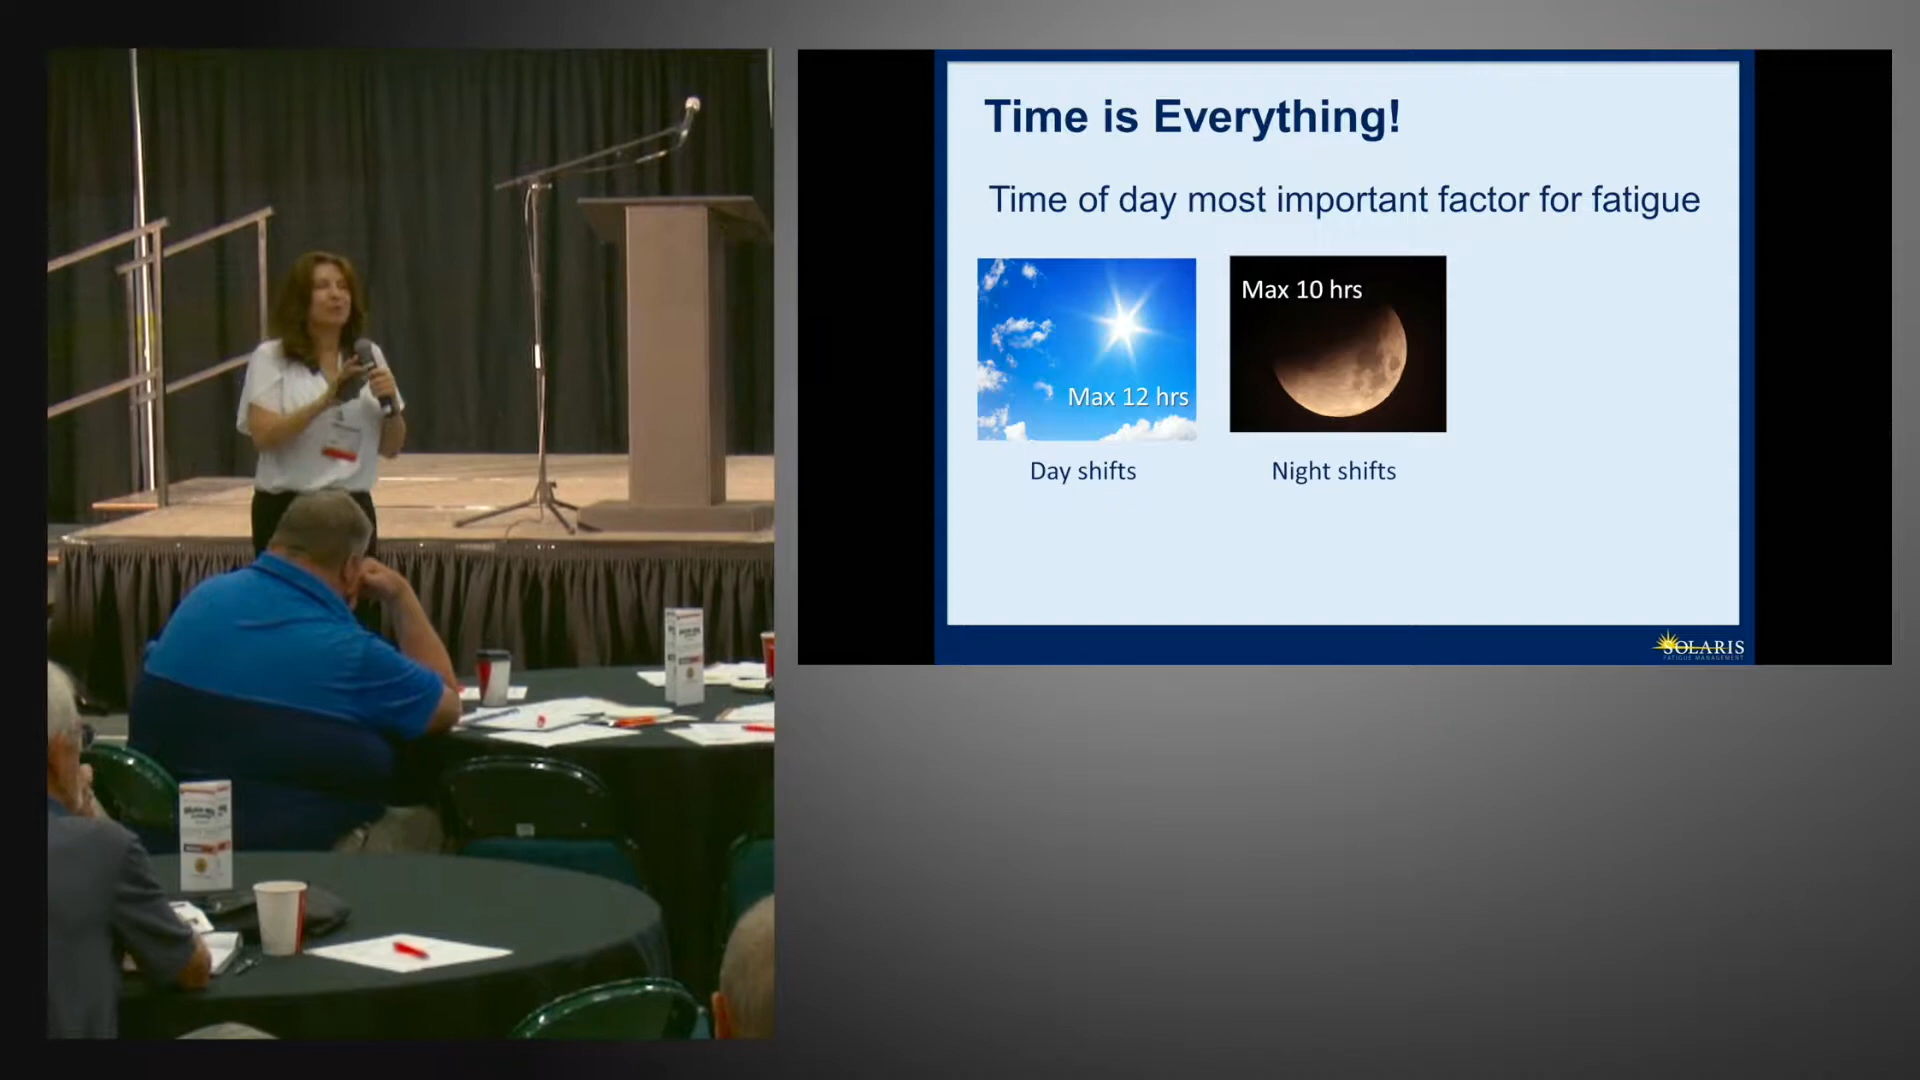 Time is Everything!
Time of day most important factor for fatigue
Max 12 hrs
Max 10 hrs
Day shifts
Night shifts
SOLARIS
FATIGUE MANAGEMENT